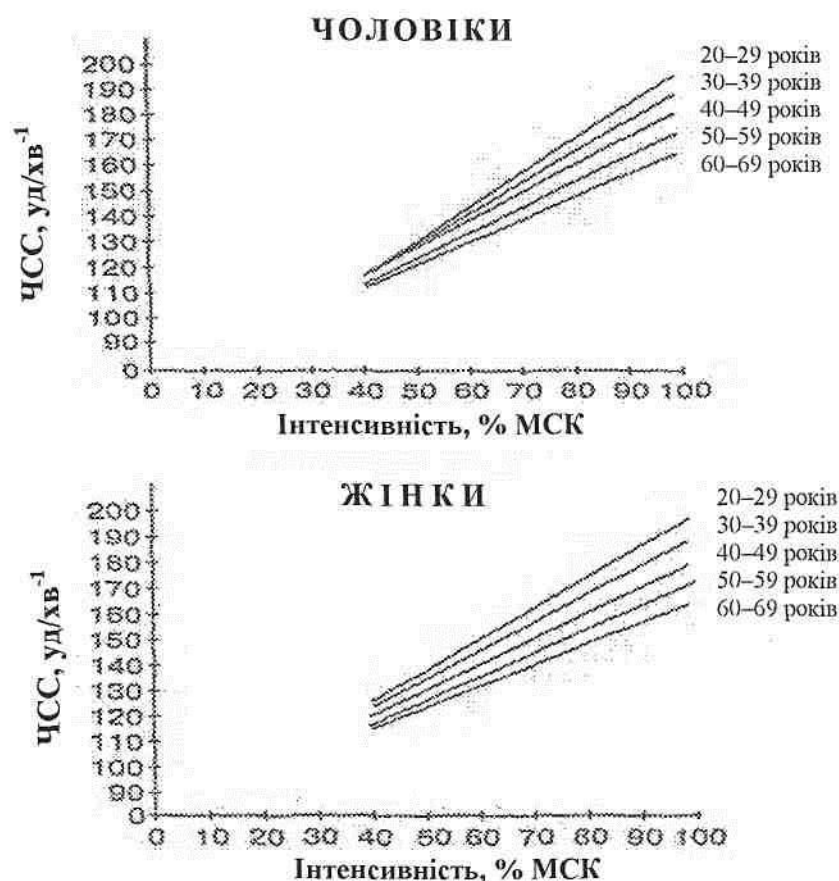 ЧОЛОВІКИ
20–29 років
30–39 років
40–49 років
50–59 років
60–69 років
ЧСС, уд/хв⁻¹
200
190
180
170
160
150
140
130
120
110
100
90
0
0 10 20 30 40 50 60 70 80 90 100
Інтенсивність, % МСК
ЖІНКИ
20–29 років
30–39 років
40–49 років
50–59 років
60–69 років
ЧСС, уд/хв⁻¹
200
190
180
170
160
150
140
130
120
110
100
90
0
0 10 20 30 40 50 60 70 80 90 100
Інтенсивність, % МСК